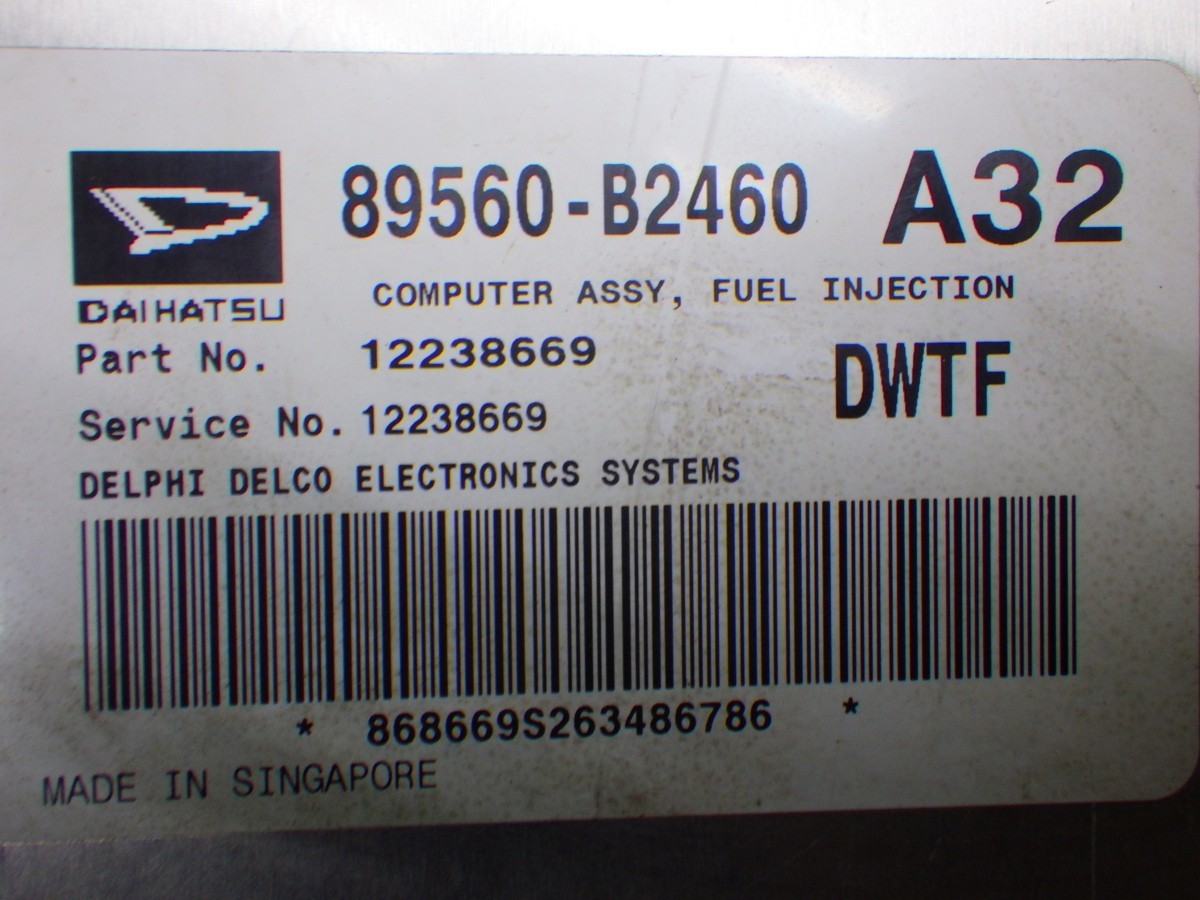 89560-B2460 A32
DAIHATSU
COMPUTER ASSY, FUEL INJECTION
Part No. 12238669
DWTF
Service No. 12238669
DELPHI DELCO ELECTRONICS SYSTEMS
* 868669S263486786 *
MADE IN SINGAPORE